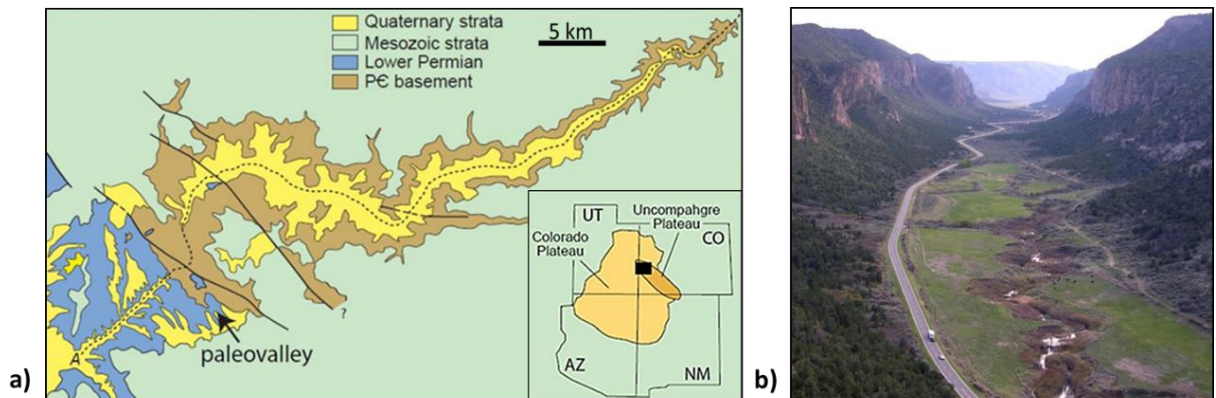 Quaternary strata
Mesozoic strata
Lower Permian
PЄ basement
5 km
A
paleovalley
?
UT
Uncompahgre
Plateau
CO
Colorado
Plateau
AZ
NM
a)
b)